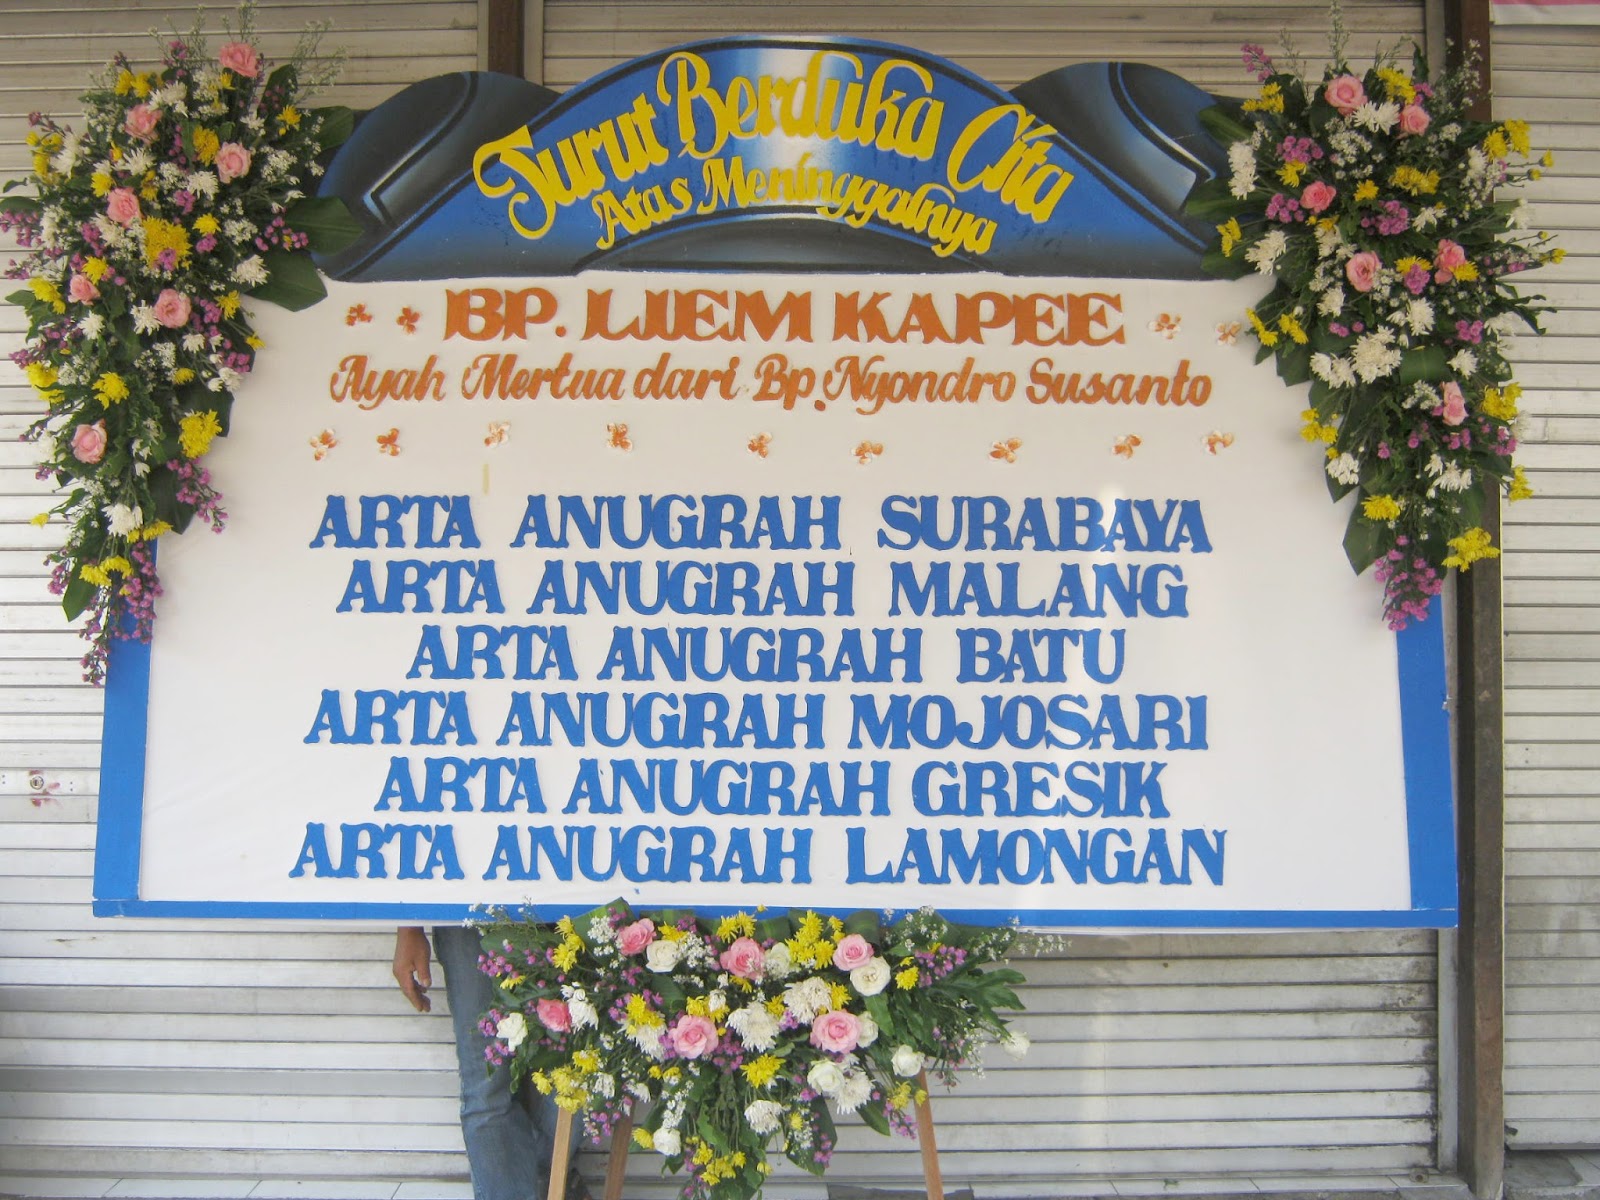 Turut Berduka Cita
Atas Meninggalnya
BP. LIEM KAPEE
Ayah Mertua dari Bp. Nyondro Susanto
ARTA ANUGRAH SURABAYA
ARTA ANUGRAH MALANG
ARTA ANUGRAH BATU
ARTA ANUGRAH MOJOSARI
ARTA ANUGRAH GRESIK
ARTA ANUGRAH LAMONGAN